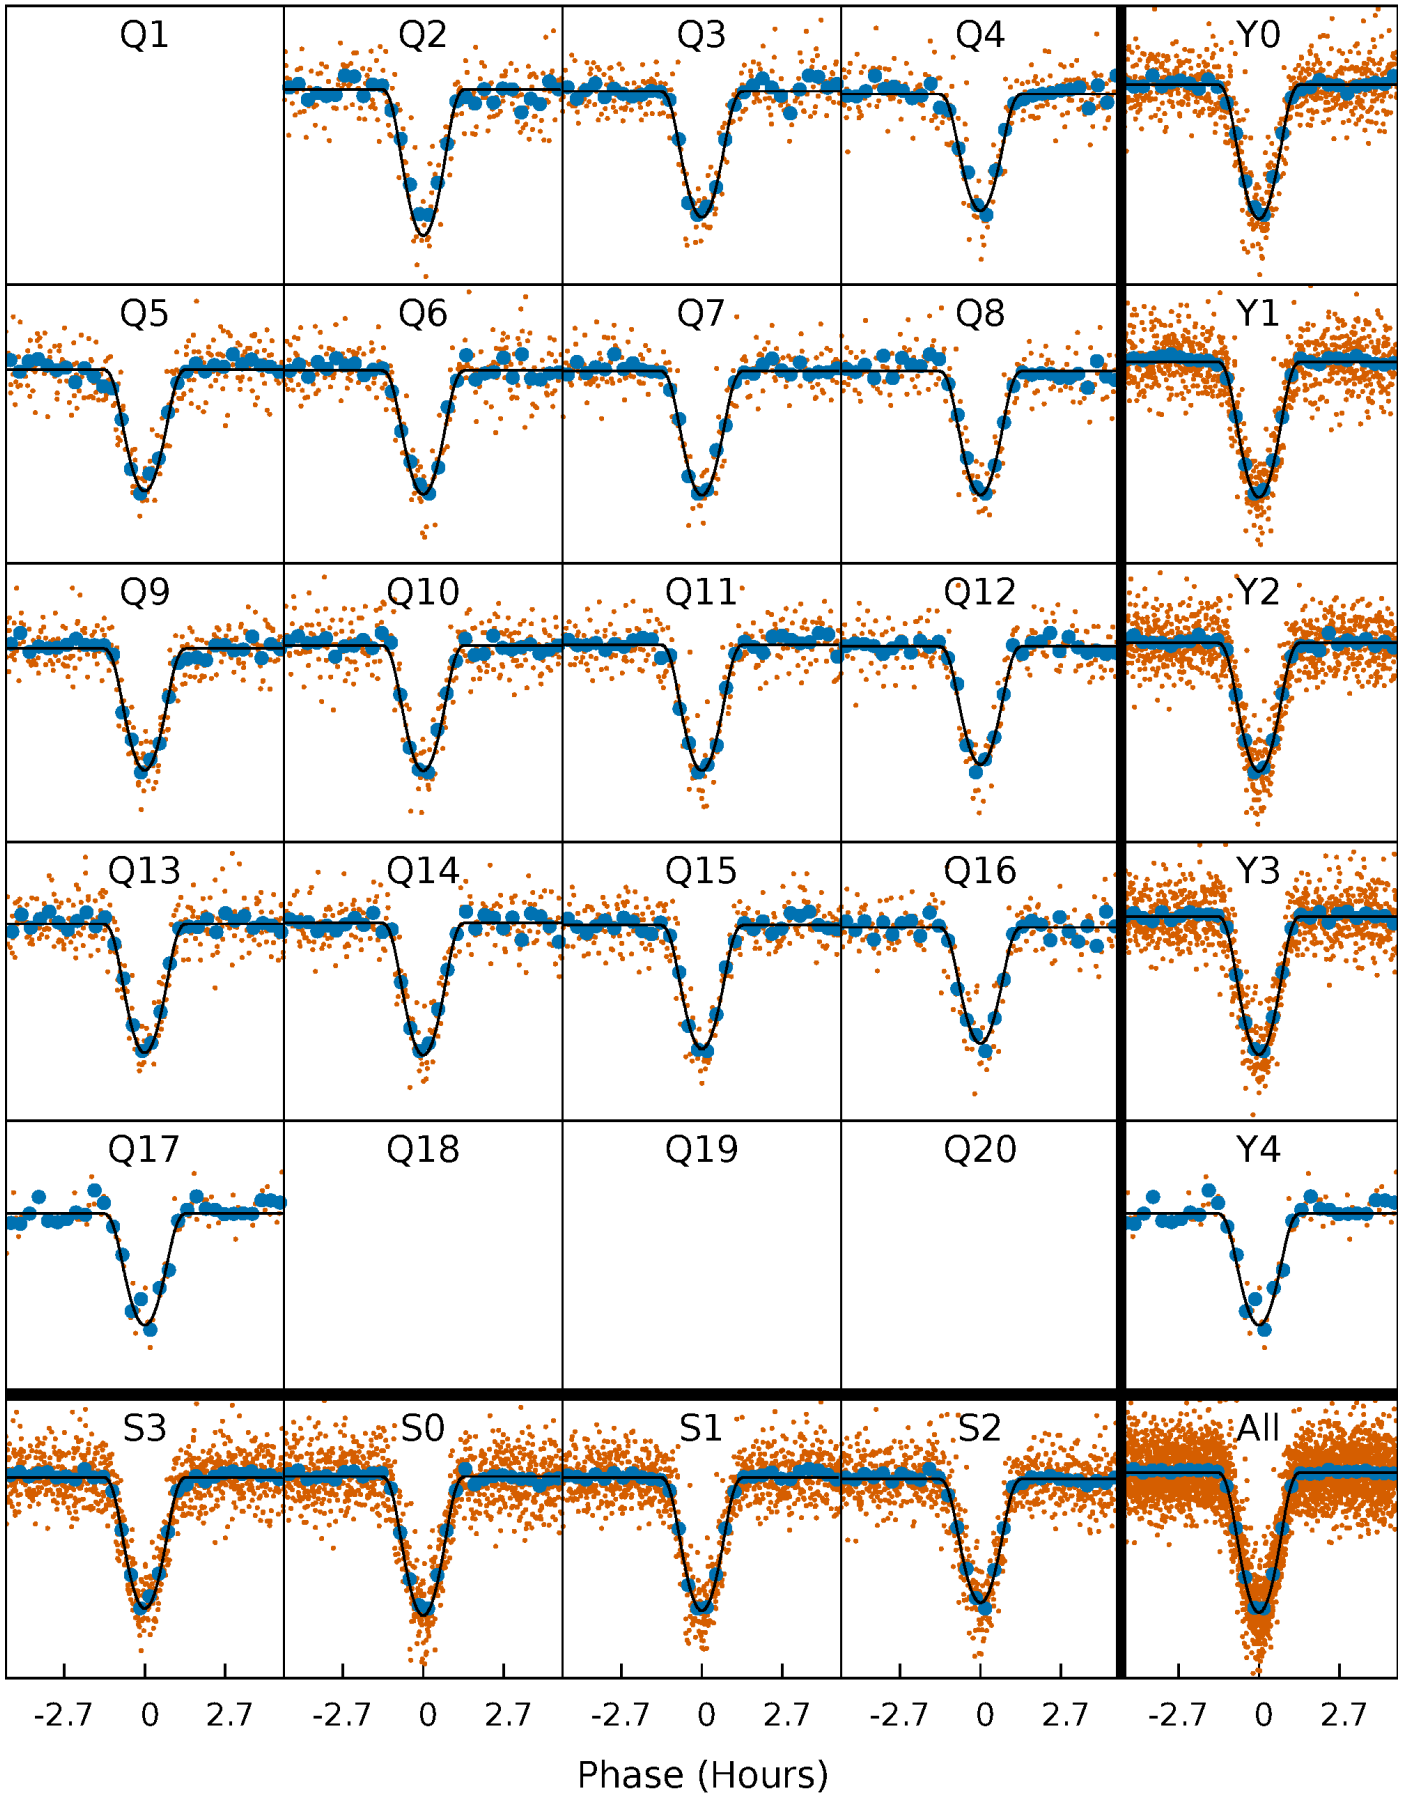 Q1 Q2 Q3 Q4 Y0
Q5 Q6 Q7 Q8 Y1
Q9 Q10 Q11 Q12 Y2
Q13 Q14 Q15 Q16 Y3
Q17 Q18 Q19 Q20 Y4
S3 S0 S1 S2 All
-2.7 0 2.7 -2.7 0 2.7 -2.7 0 2.7 -2.7 0 2.7 -2.7 0 2.7
Phase (Hours)